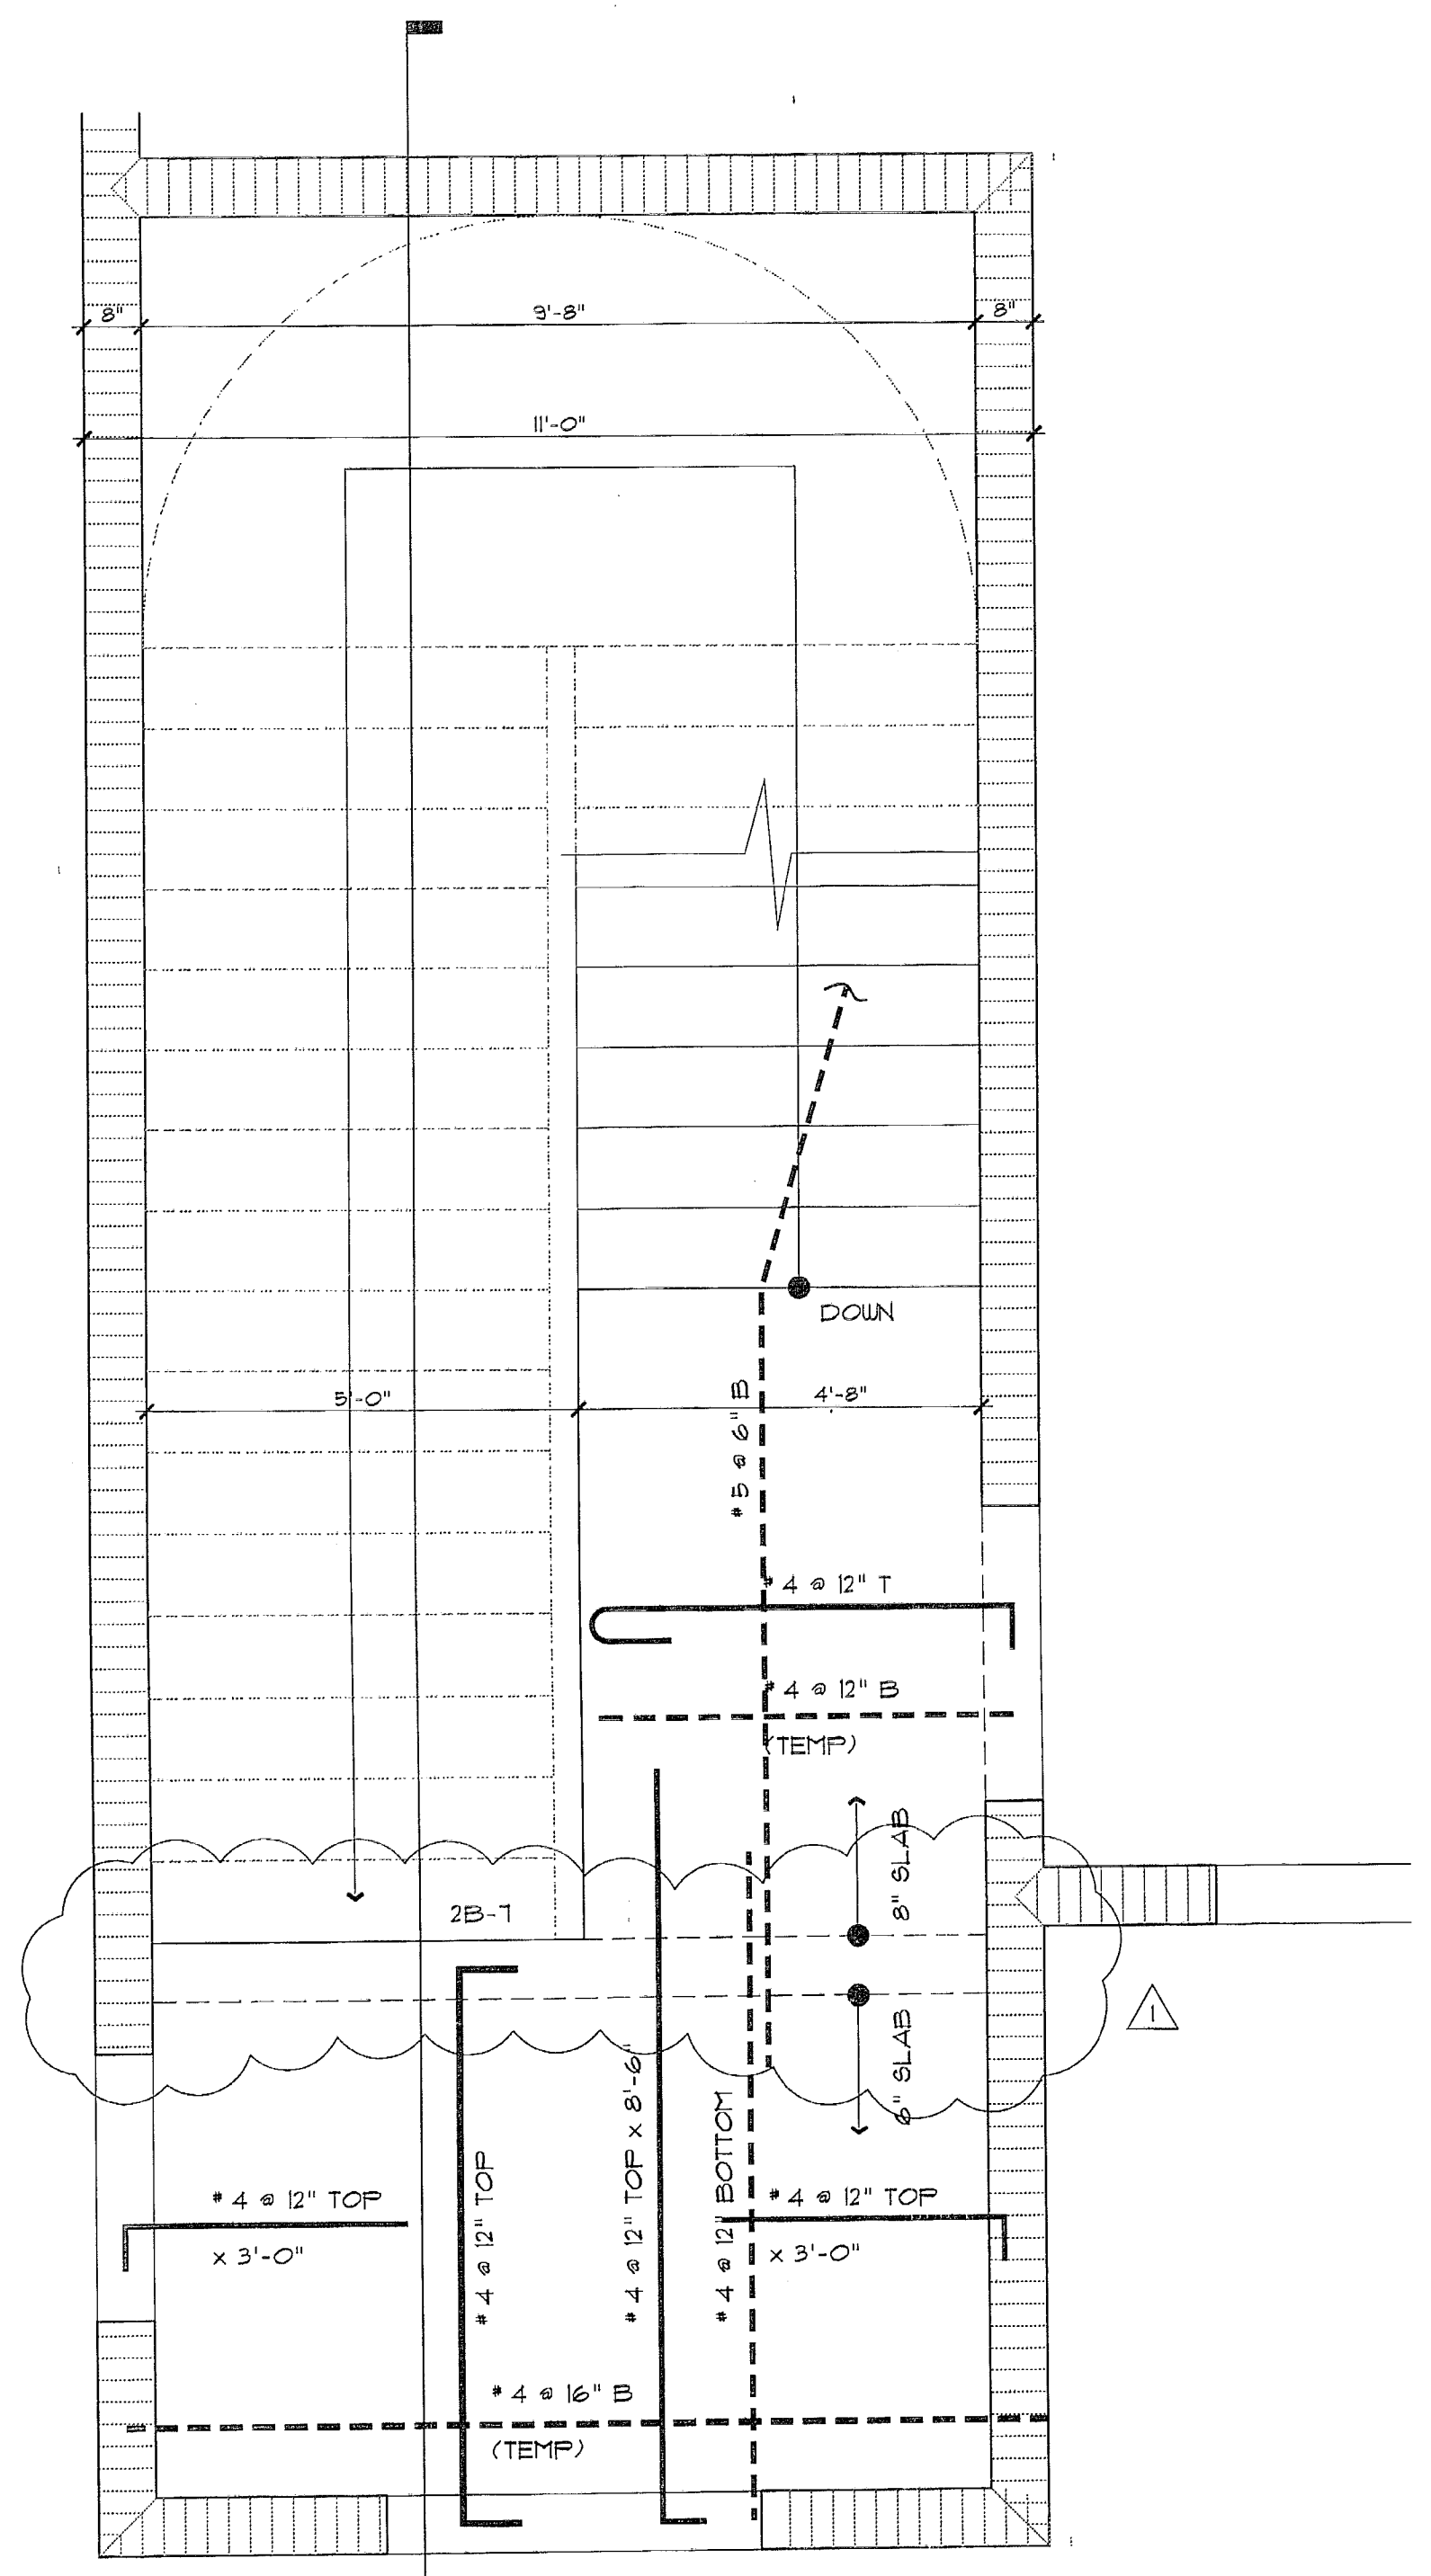 8"
9'-8"
8"
11'-0"
DOWN
5'-0"
4'-8"
#5 @ 6" B
#4 @ 12" T
#4 @ 12" B
(TEMP)
8" SLAB
2B-7
6" SLAB
1
#4 @ 12" TOP
x 3'-0"
#4 @ 12" TOP
#4 @ 12" TOP x 8'-6"
#4 @ 12" BOTTOM
#4 @ 12" TOP
x 3'-0"
#4 @ 16" B
(TEMP)